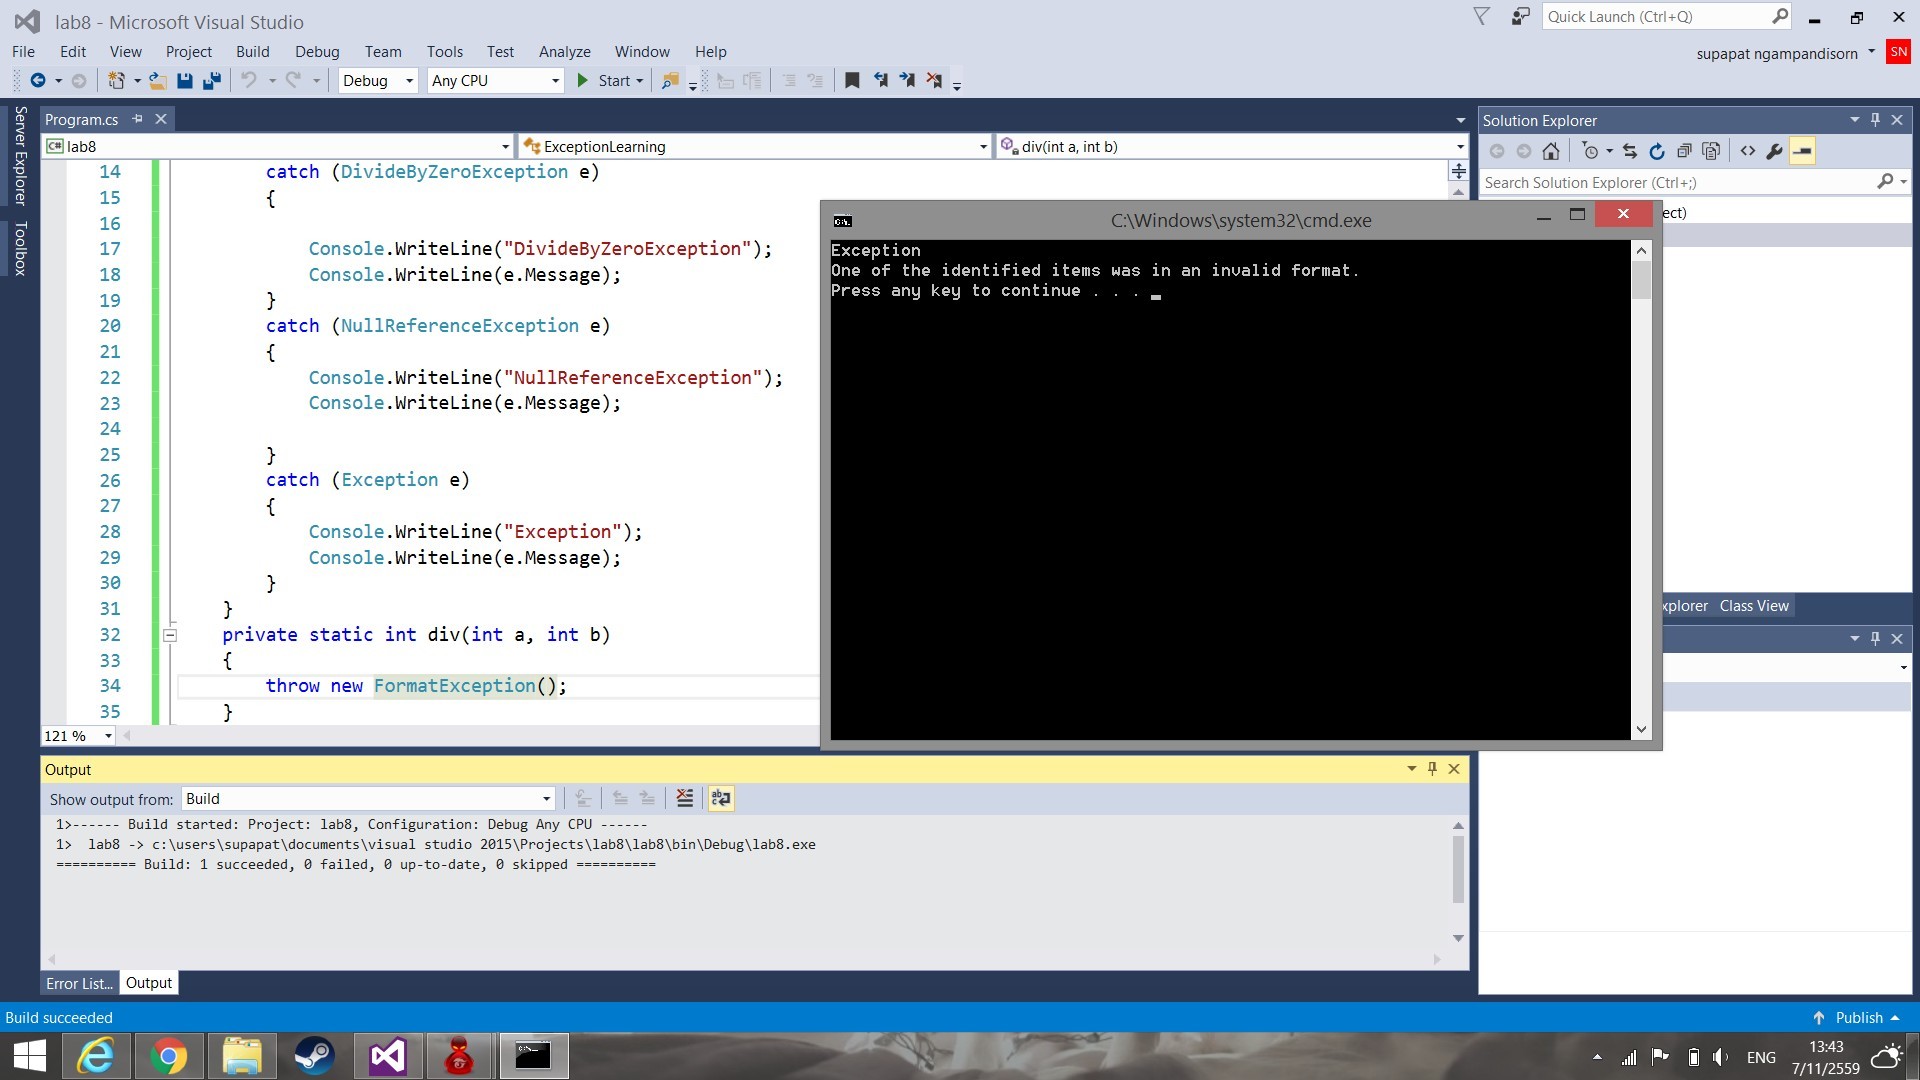 lab8 - Microsoft Visual Studio
Quick Launch (Ctrl+Q)
File Edit View Project Build Debug Team Tools Test Analyze Window Help
supapat ngampandisorn SN
Debug Any CPU Start
Server Explorer
Toolbox
Program.cs
C# lab8 ExceptionLearning div(int a, int b)
14 catch (DivideByZeroException e)
15 {
16
17 Console.WriteLine("DivideByZeroException");
18 Console.WriteLine(e.Message);
19 }
20 catch (NullReferenceException e)
21 {
22 Console.WriteLine("NullReferenceException");
23 Console.WriteLine(e.Message);
24
25 }
26 catch (Exception e)
27 {
28 Console.WriteLine("Exception");
29 Console.WriteLine(e.Message);
30 }
31 }
32 private static int div(int a, int b)
33 {
34 throw new FormatException();
35 }
121 %
C:\Windows\system32\cmd.exe
Exception
One of the identified items was in an invalid format.
Press any key to continue . . . _
Solution Explorer
Search Solution Explorer (Ctrl+;)
ect)
xplorer Class View
Output
Show output from: Build
1>------ Build started: Project: lab8, Configuration: Debug Any CPU ------
1>  lab8 -> c:\users\supapat\documents\visual studio 2015\Projects\lab8\lab8\bin\Debug\lab8.exe
========== Build: 1 succeeded, 0 failed, 0 up-to-date, 0 skipped ==========
Error List... Output
Build succeeded
Publish
ENG
13:43
7/11/2559